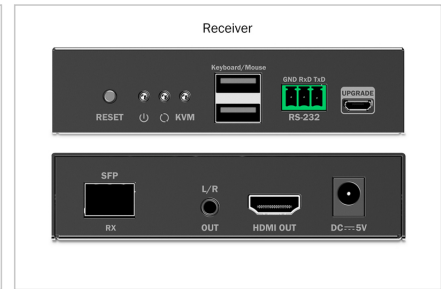 Receiver
Keyboard/Mouse
GND RxD TxD
UPGRADE
RESET
KVM
RS-232
SFP
L/R
RX
OUT
HDMI OUT
DC⎓5V